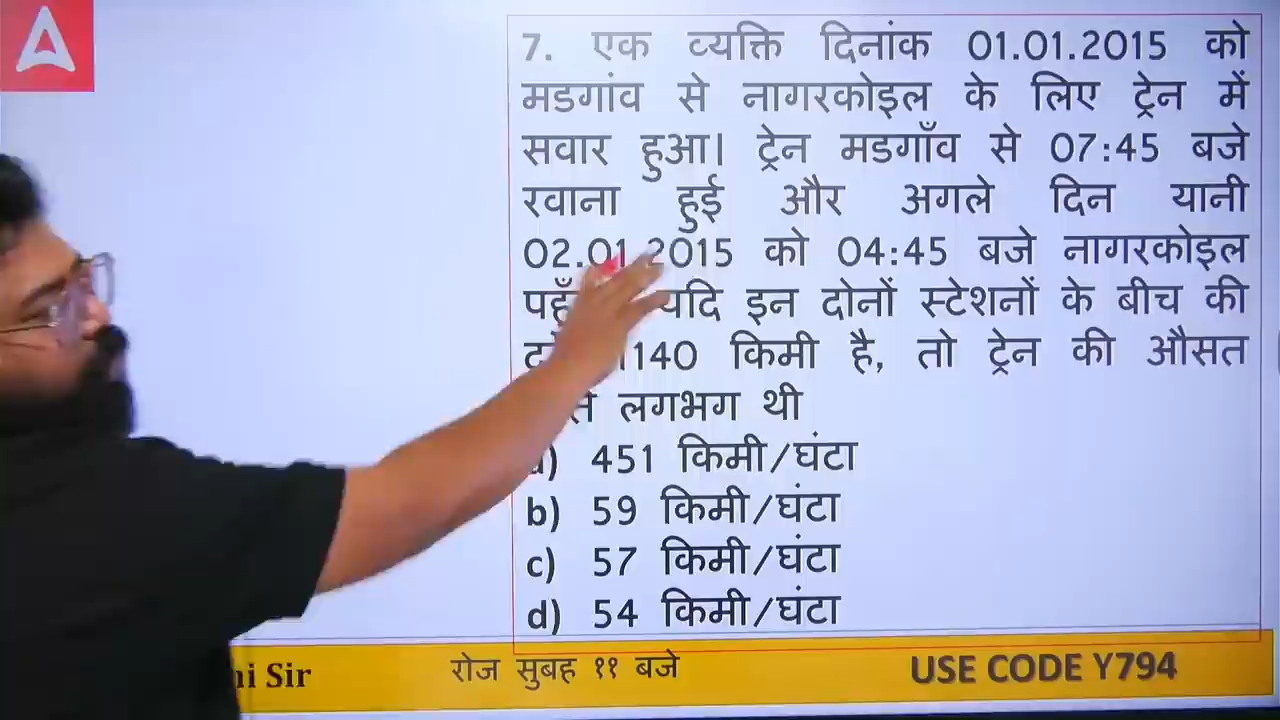 7. एक व्यक्ति दिनांक 01.01.2015 को
मडगांव से नागरकोइल के लिए ट्रेन में
सवार हुआ। ट्रेन मडगाँव से 07:45 बजे
रवाना हुई और अगले दिन यानी
02.01.2015 को 04:45 बजे नागरकोइल
यदि इन दोनों स्टेशनों के बीच की
1140 किमी है, तो ट्रेन की औसत
लगभग थी
a) 451 किमी/घंटा
b) 59 किमी/घंटा
c) 57 किमी/घंटा
d) 54 किमी/घंटा
Sir रोज सुबह ११ बजे USE CODE Y794